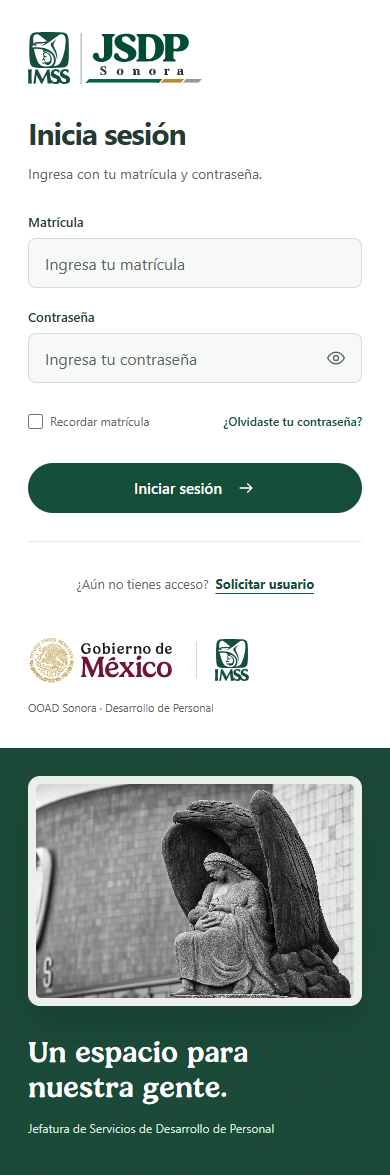 IMSS
JSDP
Sonora
Inicia sesión
Ingresa con tu matrícula y contraseña.
Matrícula
Ingresa tu matrícula
Contraseña
Ingresa tu contraseña
Recordar matrícula
¿Olvidaste tu contraseña?
Iniciar sesión →
¿Aún no tienes acceso? Solicitar usuario
Gobierno de
México
IMSS
OOAD Sonora · Desarrollo de Personal
S
Un espacio para
nuestra gente.
Jefatura de Servicios de Desarrollo de Personal